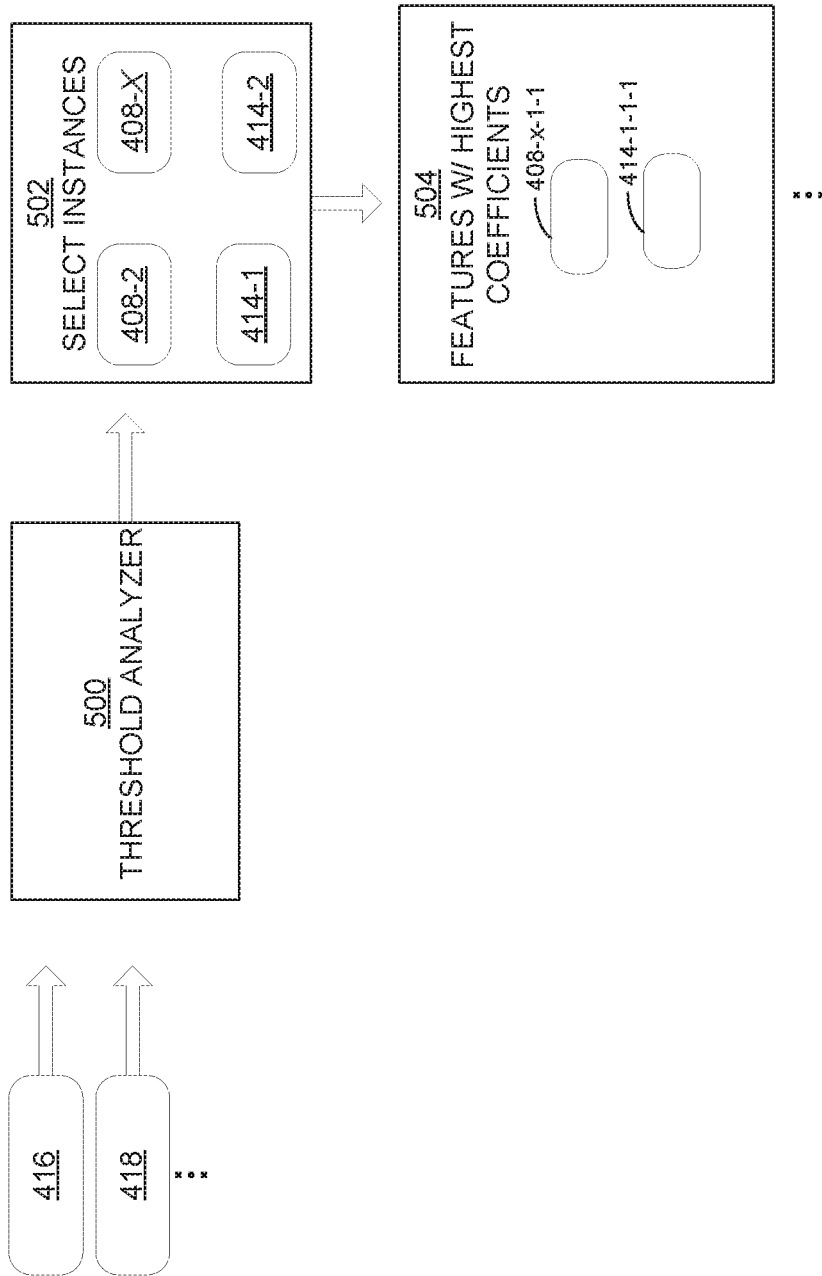 416
418
500
THRESHOLD ANALYZER
502
SELECT INSTANCES
408-2
408-X
414-1
414-2
504
FEATURES W/ HIGHEST
COEFFICIENTS
408-x-1-1
414-1-1-1